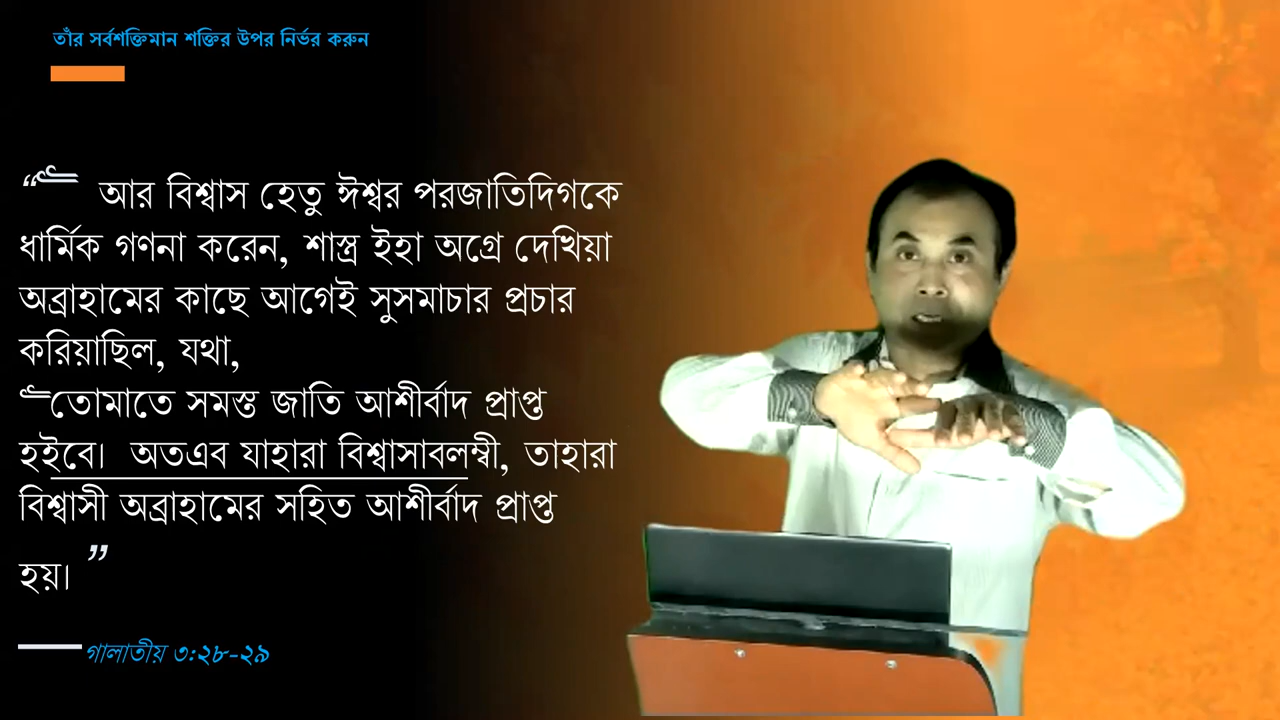 তাঁর সর্বশক্তিমান শক্তির উপর নির্ভর করুন
“ আর বিশ্বাস হেতু ঈশ্বর পরজাতিদিগকে
ধার্মিক গণনা করেন, শাস্ত্র ইহা অগ্রে দেখিয়া
অব্রাহামের কাছে আগেই সুসমাচার প্রচার
করিয়াছিল, যথা,
তোমাতে সমস্ত জাতি আশীর্বাদ প্রাপ্ত
হইবে। অতএব যাহারা বিশ্বাসাবলম্বী, তাহারা
বিশ্বাসী অব্রাহামের সহিত আশীর্বাদ প্রাপ্ত
হয়। ”
গালাতীয় ৩:২৮-২৯